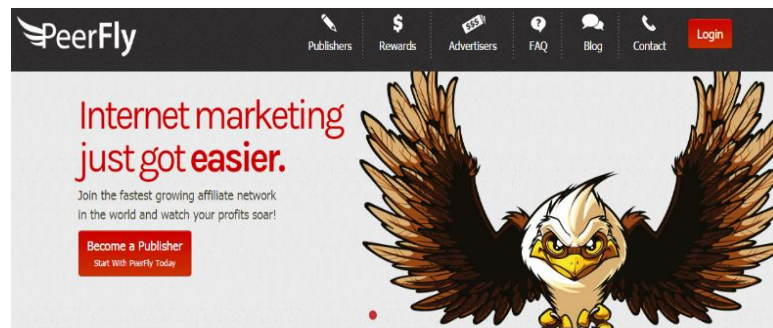 PeerFly
Publishers
Rewards
Advertisers
FAQ
Blog
Contact
Login
Internet marketing
just got easier.
Join the fastest growing affiliate network
in the world and watch your profits soar!
Become a Publisher
Start With PeerFly Today